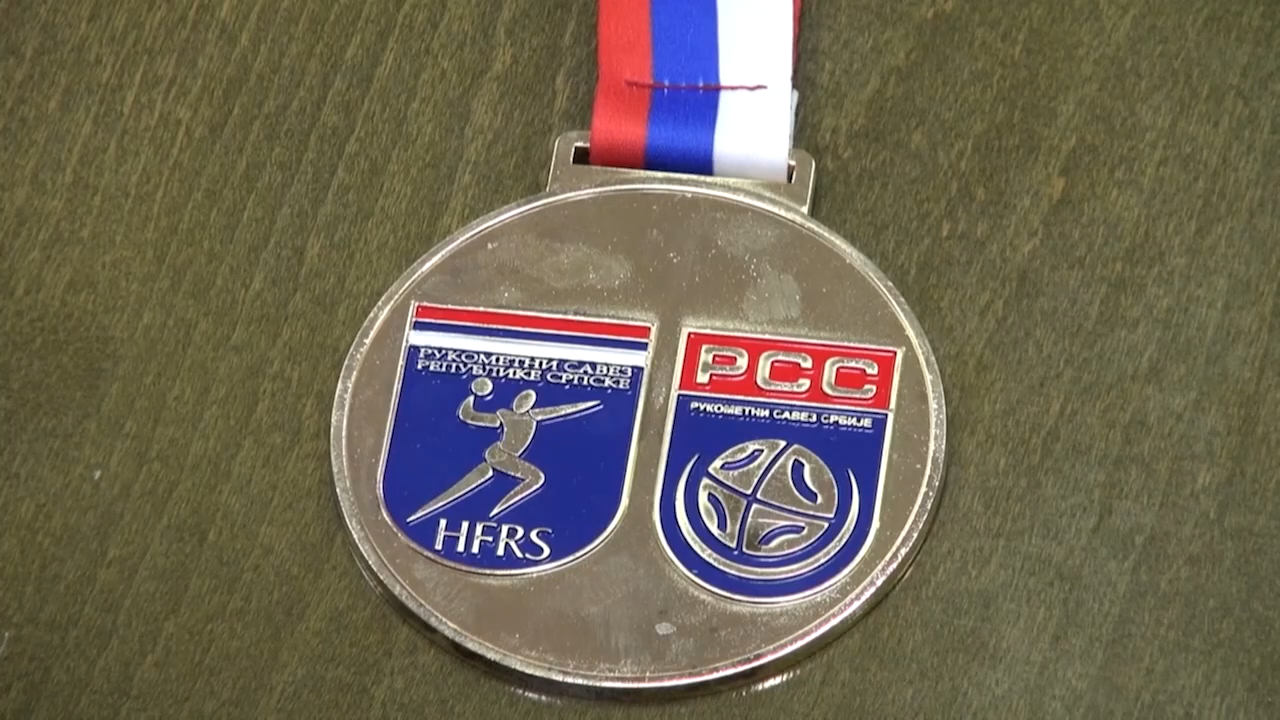 РУКОМЕТНИ САВЕЗ
РЕПУБЛИКЕ СРПСКЕ
HFRS
РСС
РУКОМЕТНИ САВЕЗ СРБИЈЕ